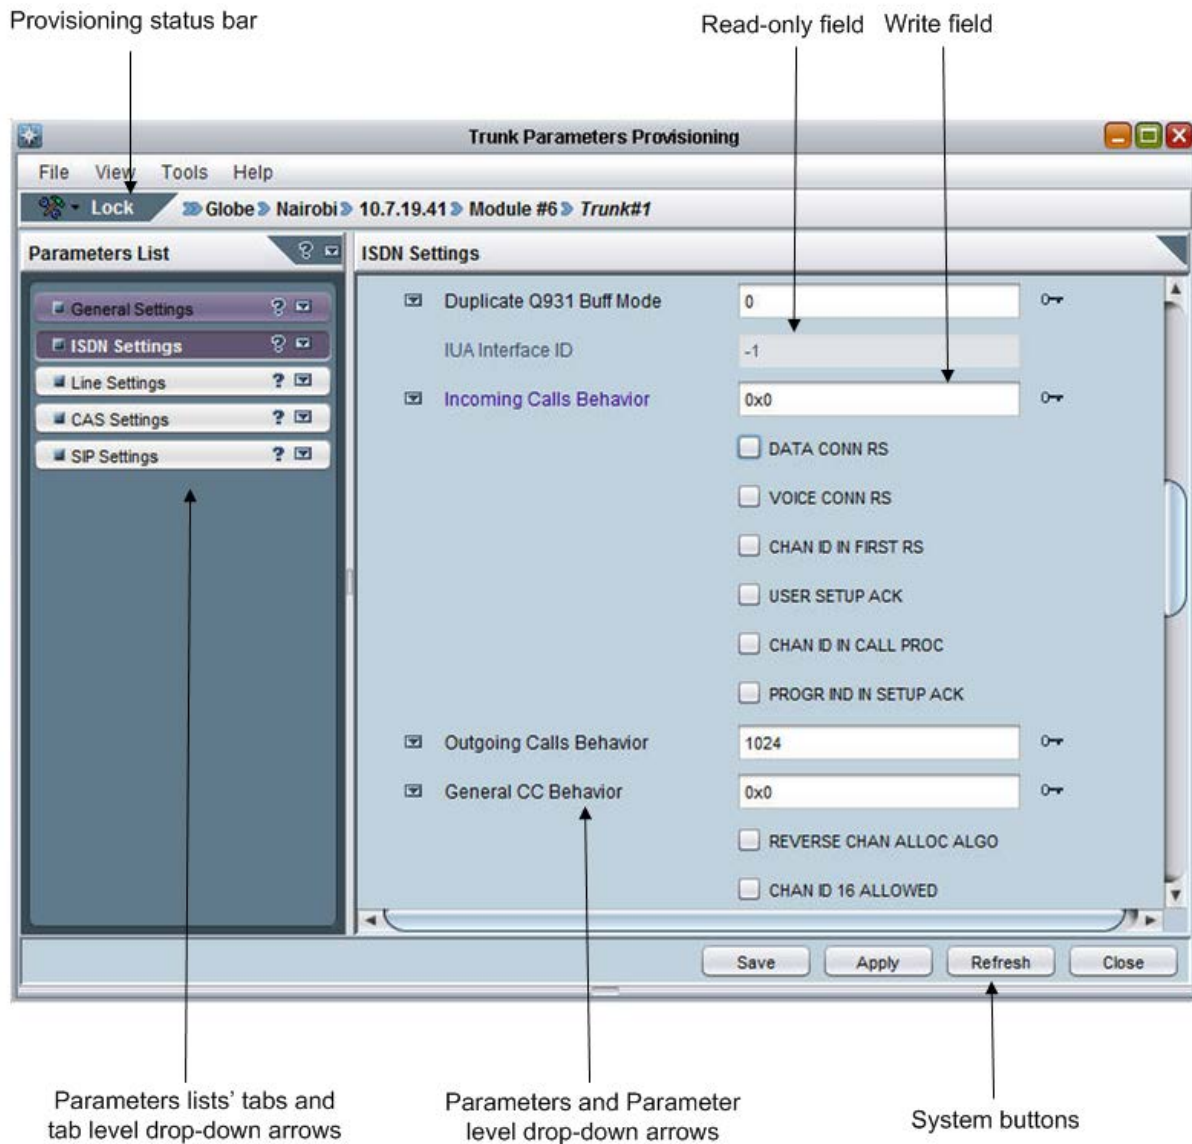 Provisioning status bar
Read-only field
Write field
Trunk Parameters Provisioning
File View Tools Help
Lock Globe Nairobi 10.7.19.41 Module #6 Trunk#1
Parameters List
General Settings ?
ISDN Settings ?
Line Settings ?
CAS Settings ?
SIP Settings ?
ISDN Settings
Duplicate Q931 Buff Mode 0
IUA Interface ID -1
Incoming Calls Behavior 0x0
DATA CONN RS
VOICE CONN RS
CHAN ID IN FIRST RS
USER SETUP ACK
CHAN ID IN CALL PROC
PROGR IND IN SETUP ACK
Outgoing Calls Behavior 1024
General CC Behavior 0x0
REVERSE CHAN ALLOC ALGO
CHAN ID 16 ALLOWED
Save Apply Refresh Close
Parameters lists’ tabs and
tab level drop-down arrows
Parameters and Parameter
level drop-down arrows
System buttons